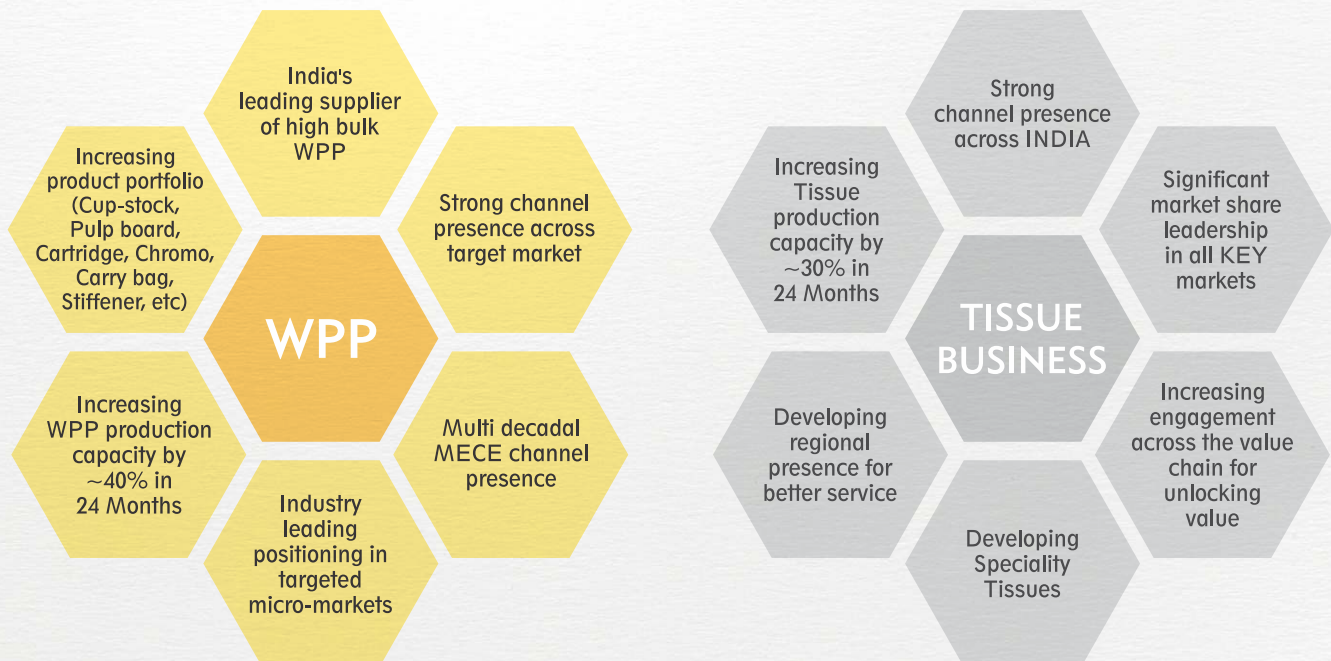 India's
leading supplier
of high bulk
WPP
Increasing
product portfolio
(Cup-stock,
Pulp board,
Cartridge, Chromo,
Carry bag,
Stiffener, etc)
Strong channel
presence across
target market
WPP
Increasing
WPP production
capacity by
~40% in
24 Months
Multi decadal
MECE channel
presence
Industry
leading
positioning in
targeted
micro-markets
Strong
channel presence
across INDIA
Increasing
Tissue
production
capacity by
~30% in
24 Months
Significant
market share
leadership
in all KEY
markets
TISSUE
BUSINESS
Developing
regional
presence for
better service
Increasing
engagement
across the value
chain for
unlocking
value
Developing
Speciality
Tissues